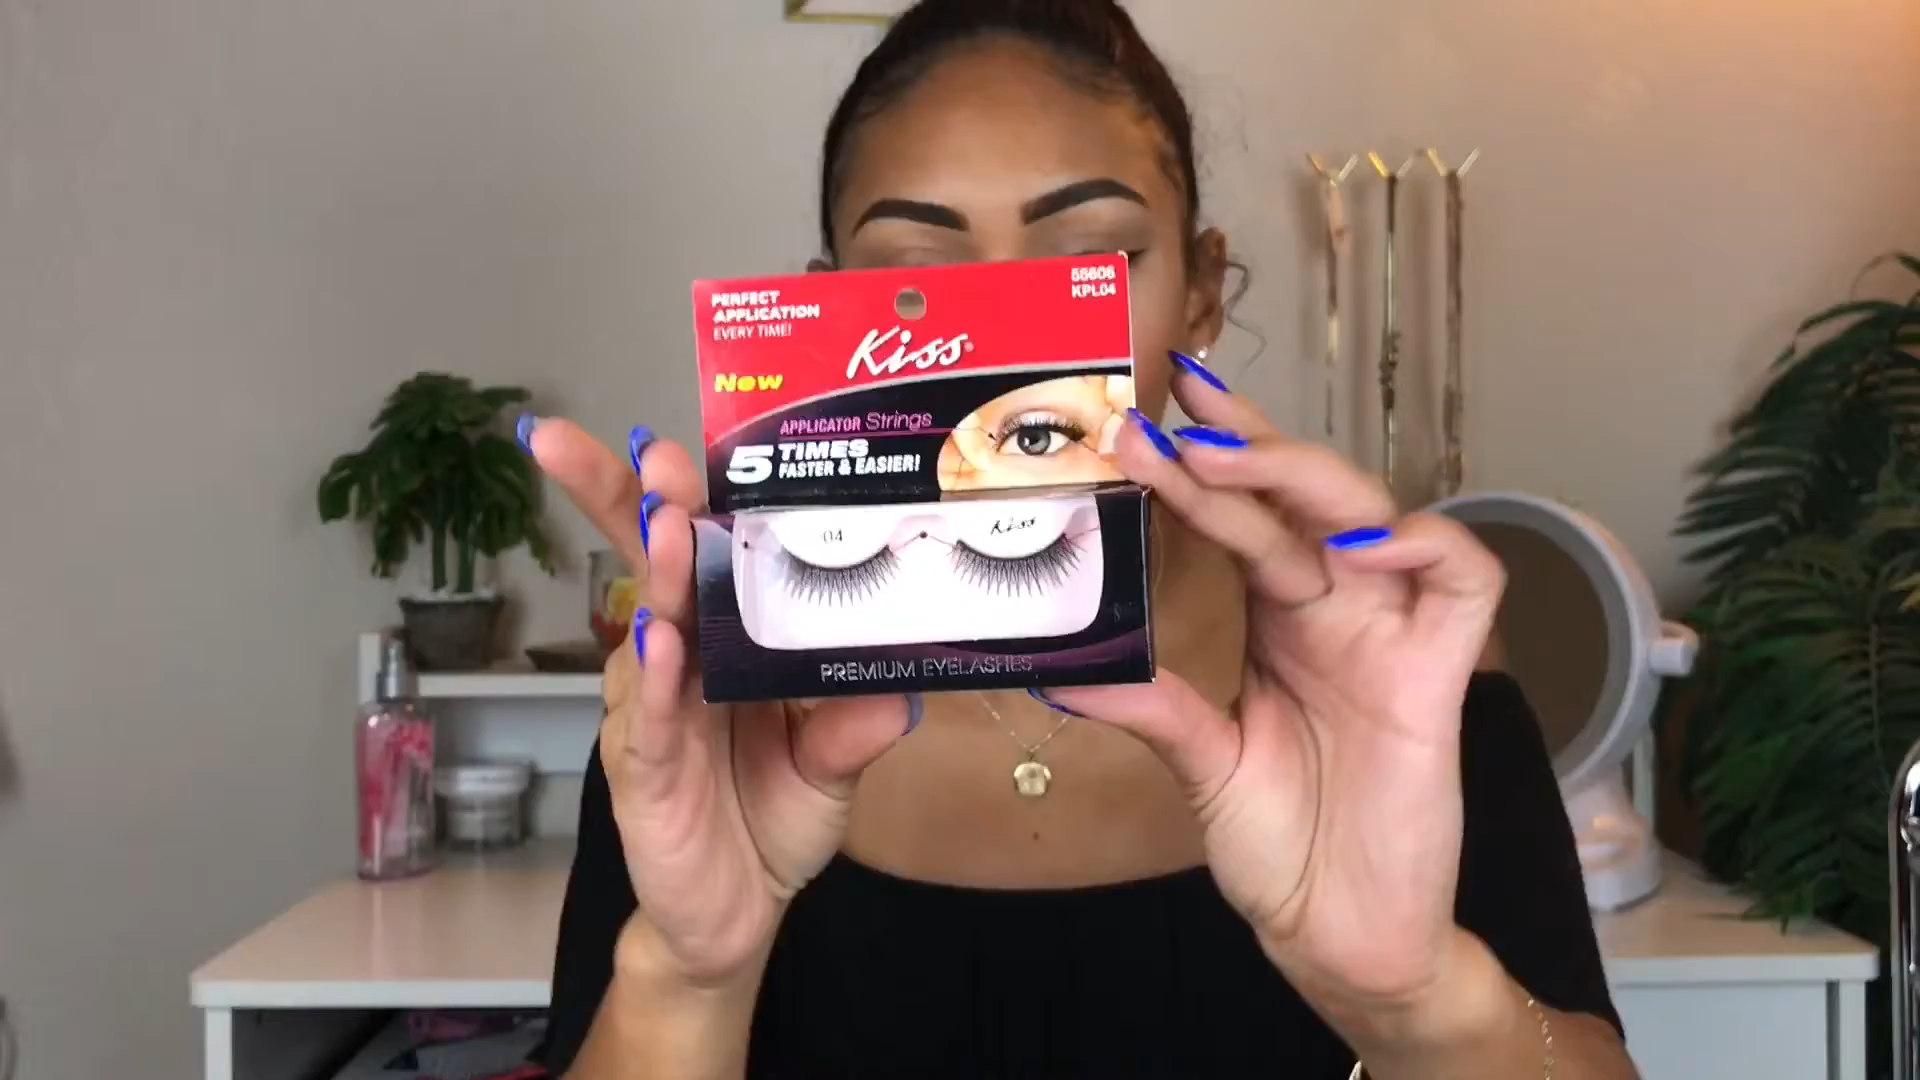 PERFECT
APPLICATION
EVERY TIME!
55606
KPL04
Kiss®
New
APPLICATOR Strings
5 TIMES
FASTER & EASIER!
04
Kiss
PREMIUM EYELASHES